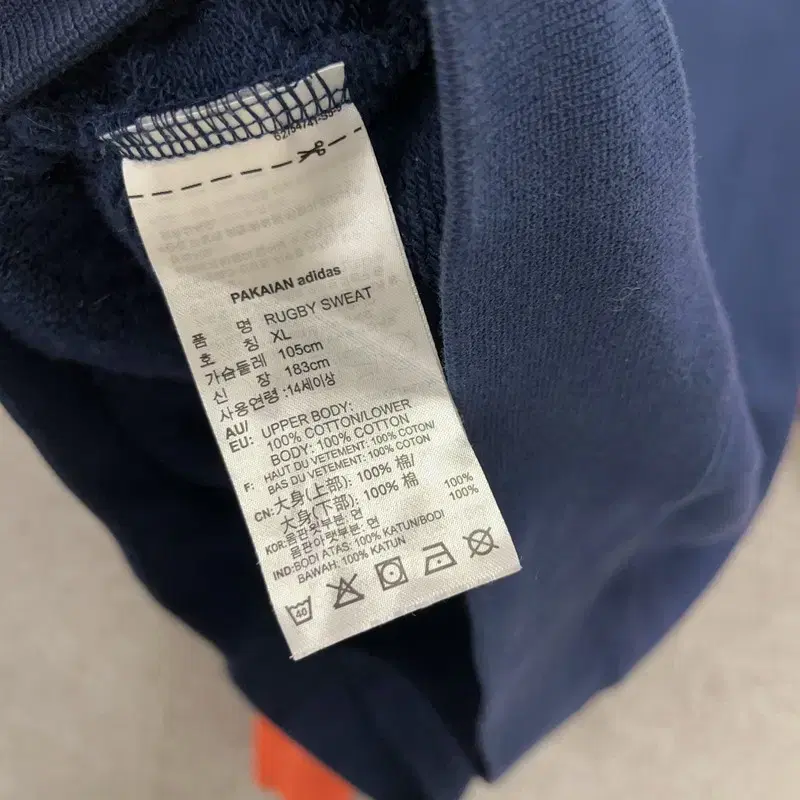 PAKAIAN adidas
품 명 RUGBY SWEAT
호 칭 XL
가슴둘레 105cm
신 장 183cm
사용연령 :14세이상
AU/EU: UPPER BODY:
100% COTTON/LOWER
BODY: 100% COTTON
F: HAUT DU VETEMENT: 100% COTON/
BAS DU VETEMENT: 100% COTON
CN: 大身(上部): 100% 棉/
大身(下部): 100% 棉
KOR:몸판윗부분: 면 100%
몸판아랫부분: 면 100%
IND:BODI ATAS: 100% KATUN/BODI
BAWAH: 100% KATUN
40